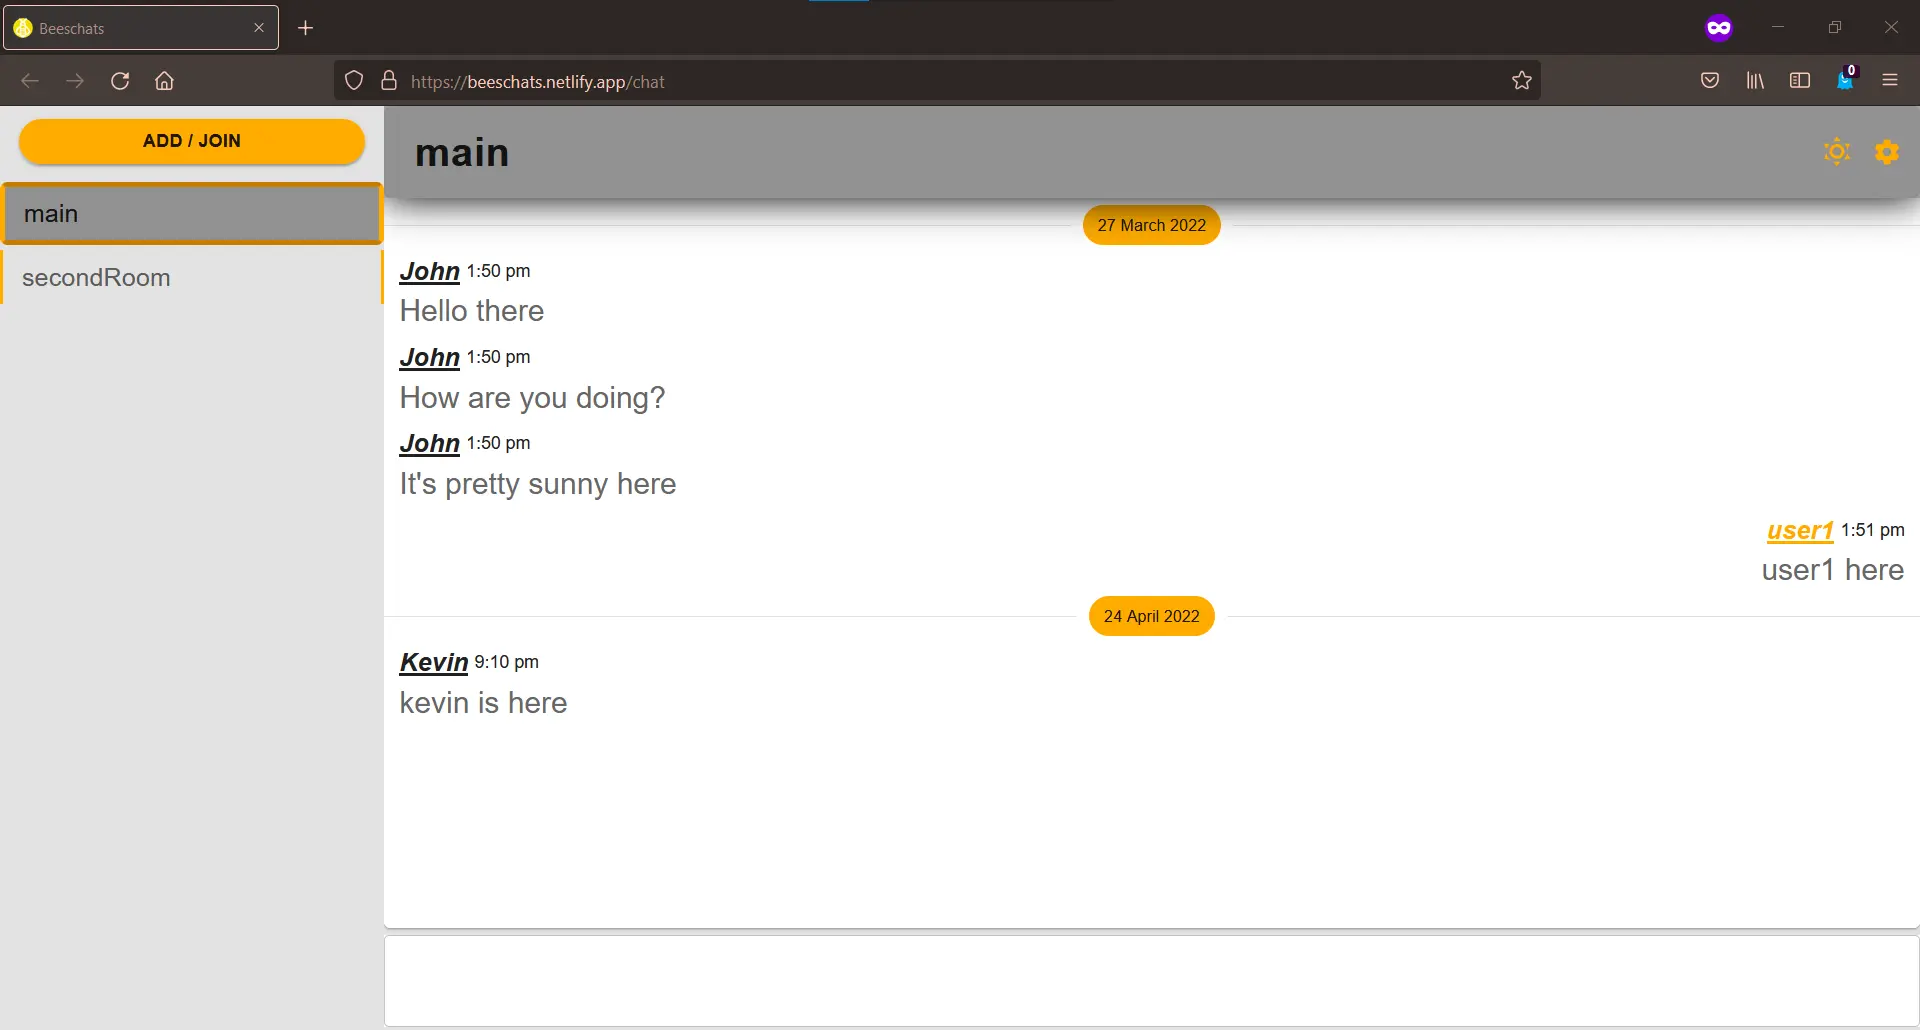 Beeschats
0
https://beeschats.netlify.app/chat
ADD / JOIN
main
secondRoom
main
27 March 2022
John 1:50 pm
Hello there
John 1:50 pm
How are you doing?
John 1:50 pm
It's pretty sunny here
user1 1:51 pm
user1 here
24 April 2022
Kevin 9:10 pm
kevin is here